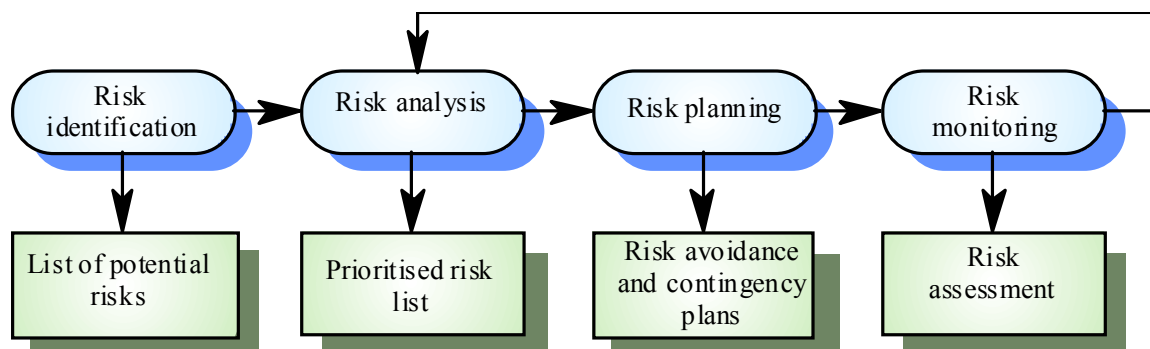 Risk
identification
Risk analysis
Risk planning
Risk
monitoring
List of potential
risks
Prioritised risk
list
Risk avoidance
and contingency
plans
Risk
assessment